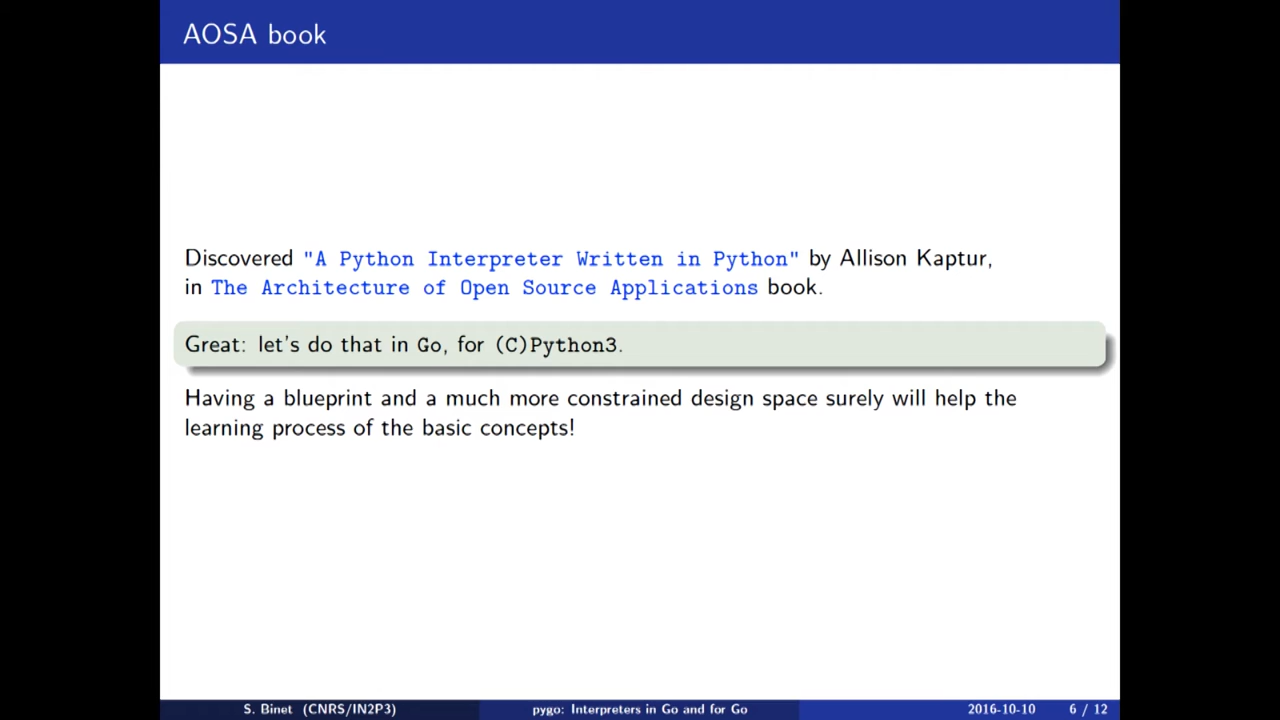 AOSA book
Discovered "A Python Interpreter Written in Python" by Allison Kaptur,
in The Architecture of Open Source Applications book.
Great: let's do that in Go, for (C)Python3.
Having a blueprint and a much more constrained design space surely will help the
learning process of the basic concepts!
S. Binet (CNRS/IN2P3) pygo: Interpreters in Go and for Go 2016-10-10 6 / 12